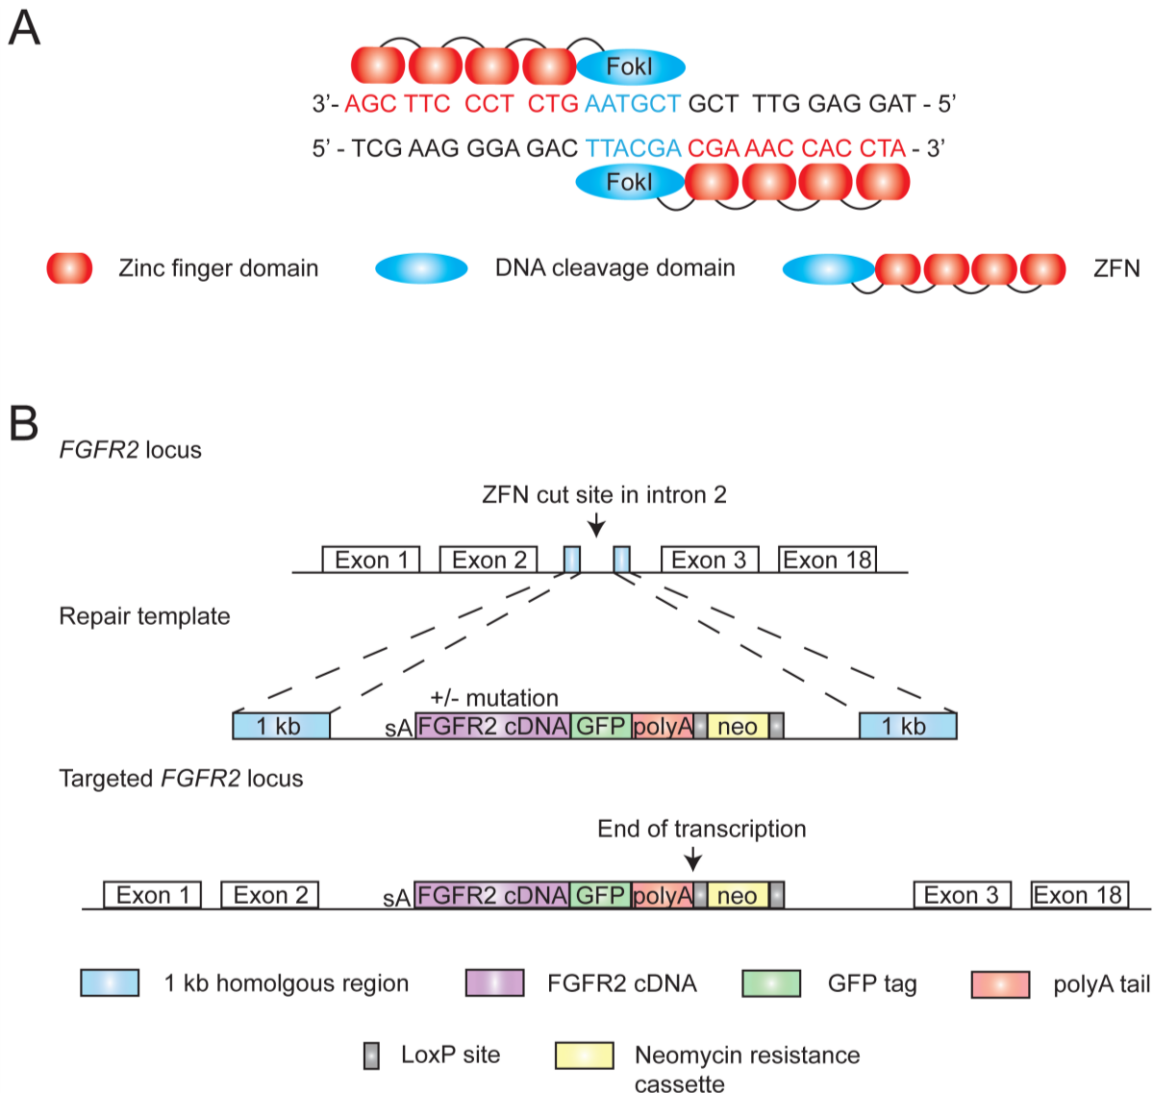 A
FokI
3’- AGC TTC CCT CTG AATGCT GCT TTG GAG GAT - 5’
5’ - TCG AAG GGA GAC TTACGA CGA AAC CAC CTA - 3’
FokI
Zinc finger domain DNA cleavage domain ZFN
B
FGFR2 locus
ZFN cut site in intron 2
Exon 1 Exon 2 Exon 3 Exon 18
Repair template
+/- mutation
1 kb sA FGFR2 cDNA GFP polyA neo 1 kb
Targeted FGFR2 locus
End of transcription
Exon 1 Exon 2 sA FGFR2 cDNA GFP polyA neo Exon 3 Exon 18
1 kb homolgous region FGFR2 cDNA GFP tag polyA tail
LoxP site Neomycin resistance
cassette